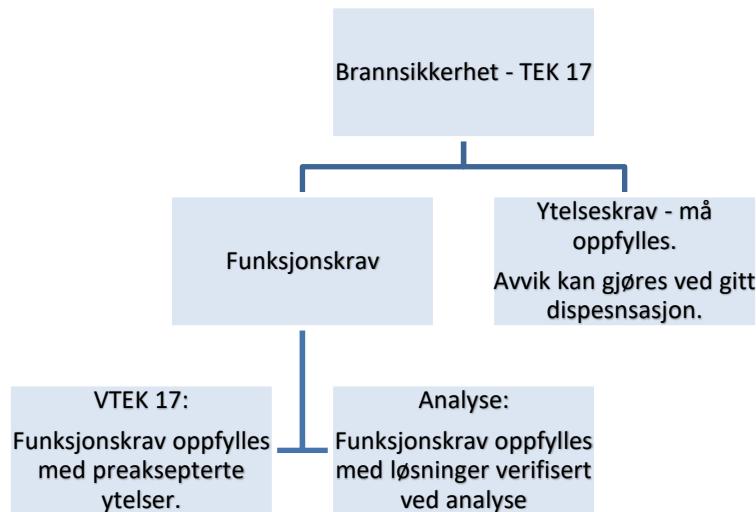 Brannsikkerhet - TEK 17
Funksjonskrav
Ytelseskrav - må
oppfylles.
Avvik kan gjøres ved gitt
dispesnsasjon.
VTEK 17:
Funksjonskrav oppfylles
med preaksepterte
ytelser.
Analyse:
Funksjonskrav oppfylles
med løsninger verifisert
ved analyse